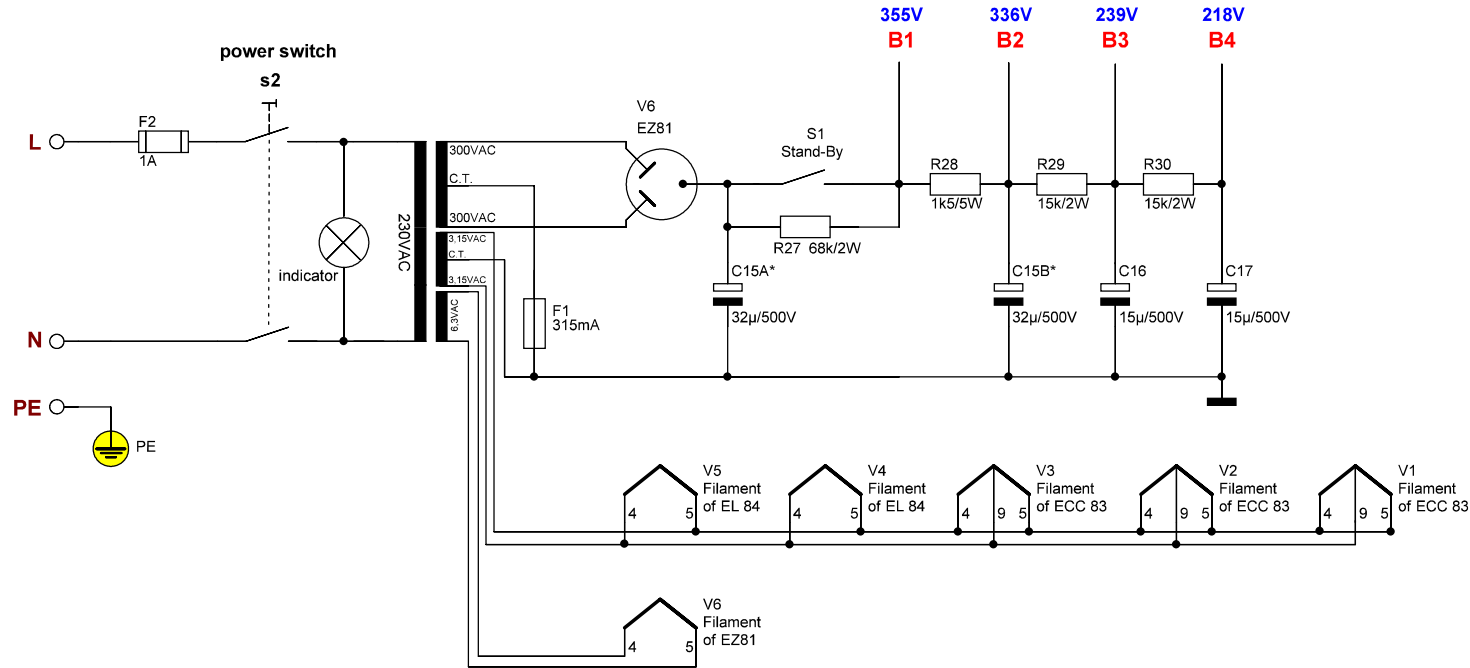 355V 336V 239V 218V
B1 B2 B3 B4
power switch
s2
V6
EZ81
F2
1A
S1
Stand-By
L
300VAC
C.T.
300VAC
230VAC
3,15VAC
C.T.
3,15VAC
6.3VAC
R28
1k5/5W
R29
15k/2W
R30
15k/2W
R27 68k/2W
indicator
C15A*
32µ/500V
C15B*
32µ/500V
C16
15µ/500V
C17
15µ/500V
F1
315mA
N
PE
PE
V5
Filament
of EL 84
4 5
V4
Filament
of EL 84
4 5
V3
Filament
of ECC 83
4 9 5
V2
Filament
of ECC 83
4 9 5
V1
Filament
of ECC 83
4 9 5
V6
Filament
of EZ81
4 5